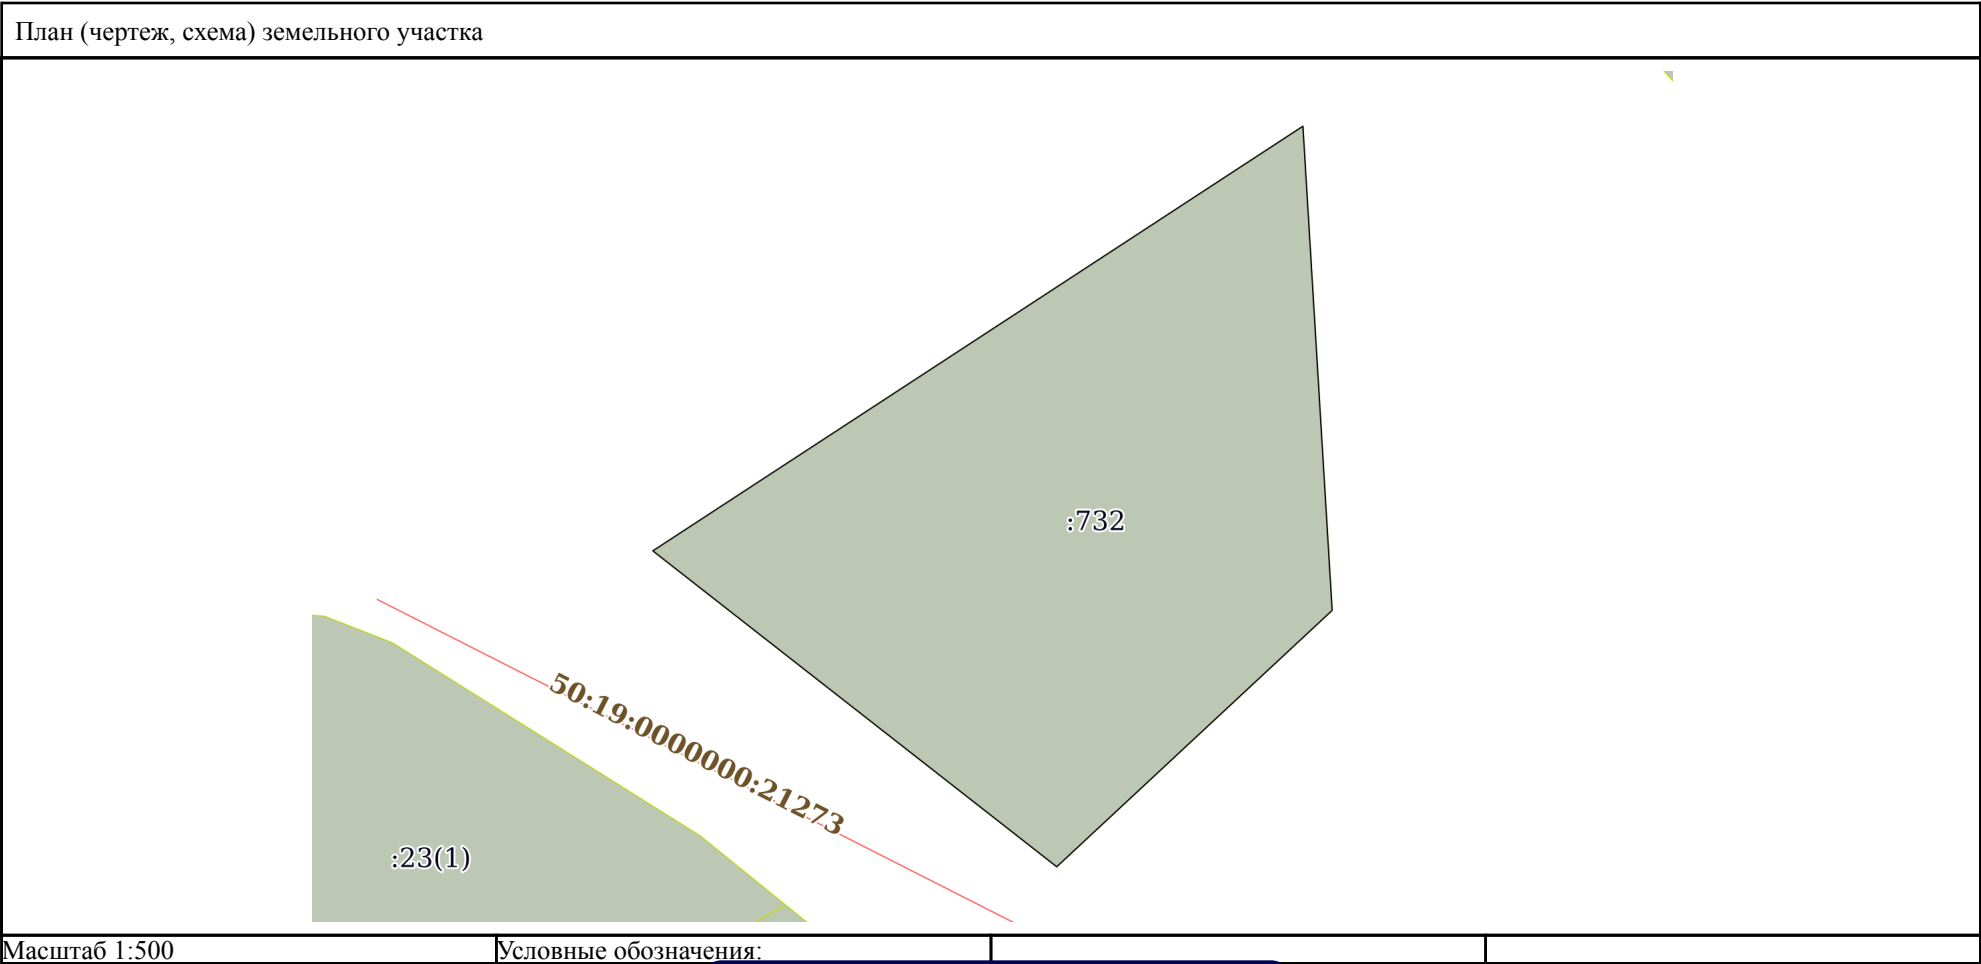 План (чертеж, схема) земельного участка
:732
50:19:0000000:21273
:23(1)
Масштаб 1:500
Условные обозначения: